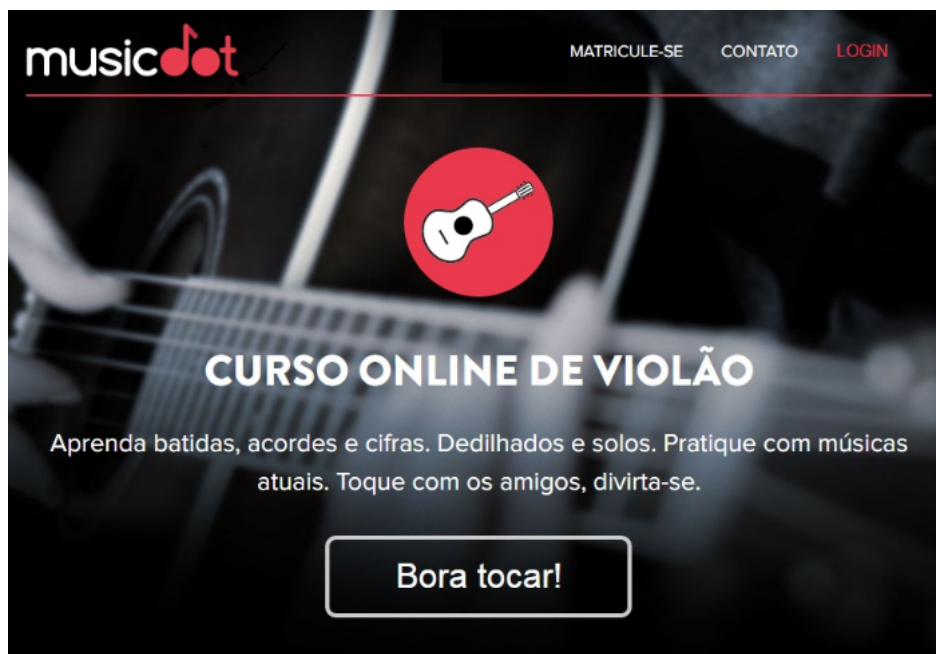 musicdot
MATRICULE-SE CONTATO LOGIN
CURSO ONLINE DE VIOLÃO
Aprenda batidas, acordes e cifras. Dedilhados e solos. Pratique com músicas
atuais. Toque com os amigos, divirta-se.
Bora tocar!